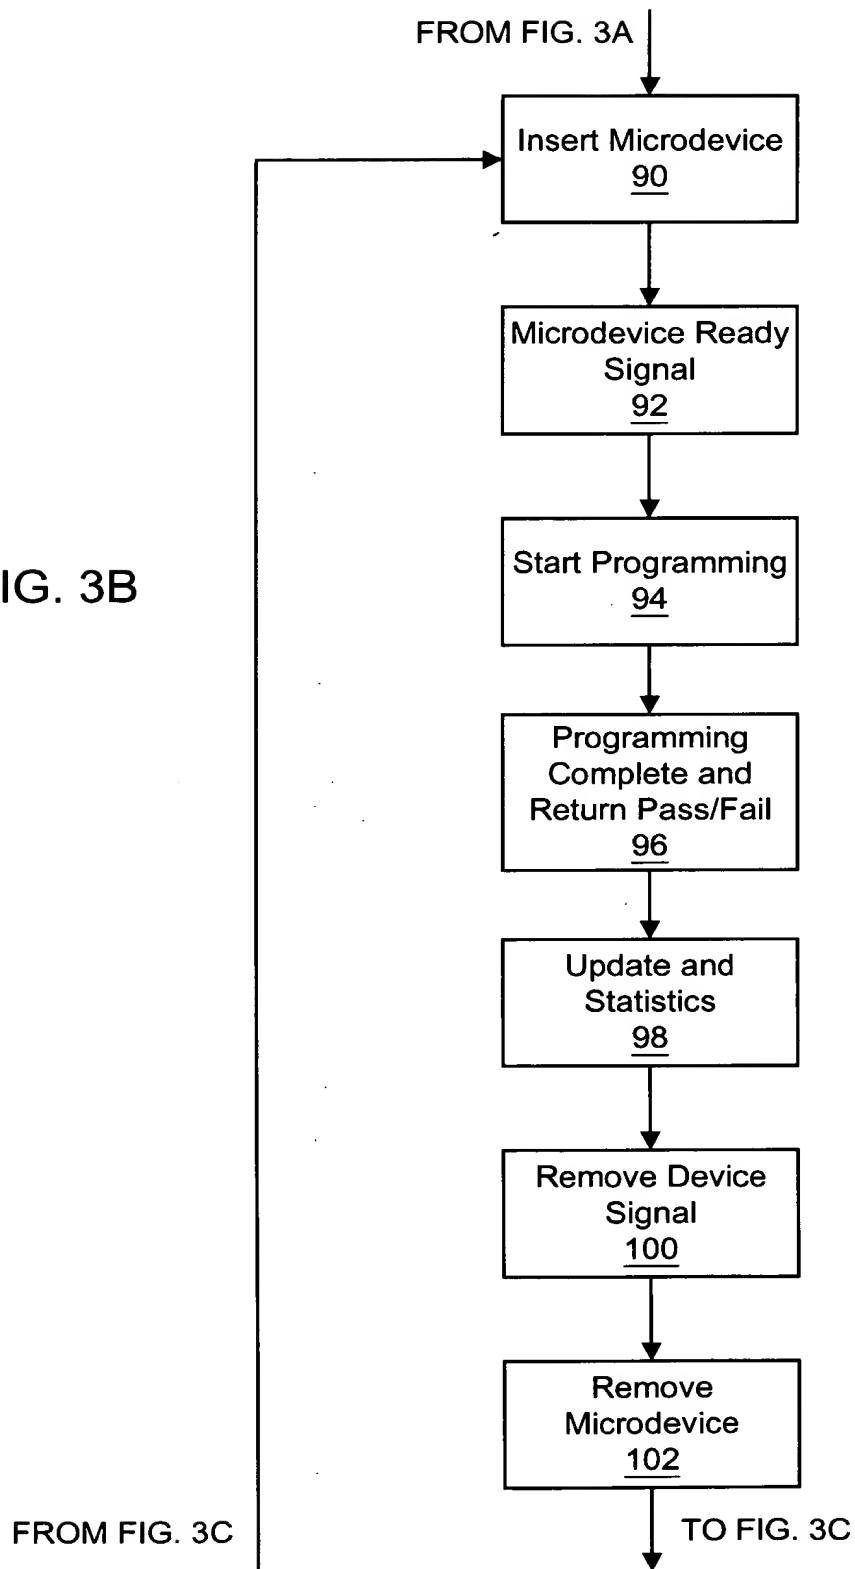 FROM FIG. 3A
Insert Microdevice
90
Microdevice Ready
Signal
92
Start Programming
94
IG. 3B
Programming
Complete and
Return Pass/Fail
96
Update and
Statistics
98
Remove Device
Signal
100
Remove
Microdevice
102
FROM FIG. 3C
TO FIG. 3C